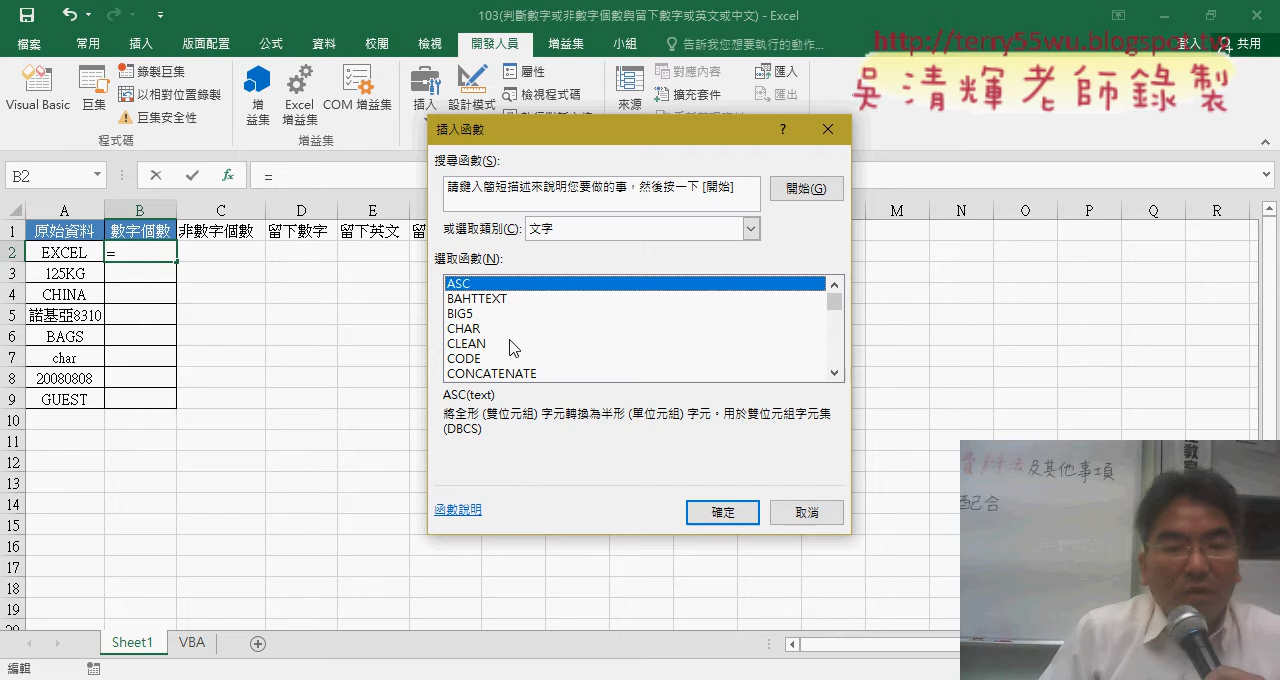 103(判斷數字或非數字個數與留下數字或英文或中文) - Excel
檔案 常用 插入 版面配置 公式 資料 校閱 檢視 開發人員 增益集 小組 告訴我您想要執行的動作... 登入 共用
http://terry55wu.blogspot.tw
吳清輝老師錄製
Visual Basic 巨集 錄製巨集 以相對位置錄製 巨集安全性
增益集 COM 增益集 插入 設計模式 屬性 檢視程式碼
來源 對應內容 擴充套件 匯入 匯出
程式碼 增益集
插入函數 ? ×
B2 fx =
搜尋函數(S):
請鍵入簡短描述來說明您要做的事，然後按一下 [開始]
開始(G)
或選取類別(C): 文字
選取函數(N):
ASC
BAHTTEXT
BIG5
CHAR
CLEAN
CODE
CONCATENATE
ASC(text)
將全形 (雙位元組) 字元轉換為半形 (單位元組) 字元。用於雙位元組字元集
(DBCS)
函數說明 確定 取消
A B C D E M N O P Q R
1 原始資料 數字個數 非數字個數 留下數字 留下英文
2 EXCEL =
3 125KG
4 CHINA
5 諾基亞8310
6 BAGS
7 char
8 20080808
9 GUEST
10
11
12
13
14
15
16
17
18
19
及其他事項
配合
Sheet1 VBA
編輯